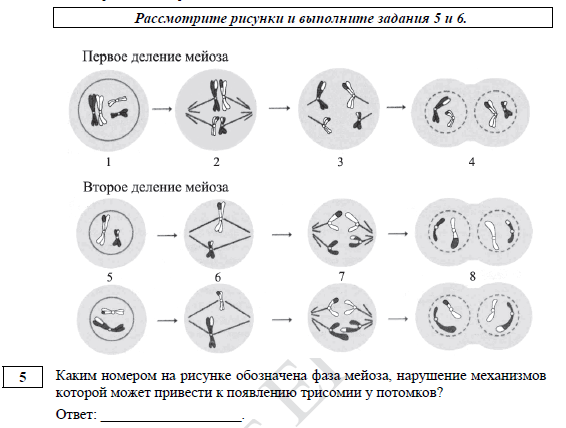 Рассмотрите рисунки и выполните задания 5 и 6.
Первое деление мейоза
1 2 3 4
Второе деление мейоза
5 6 7 8
5
Каким номером на рисунке обозначена фаза мейоза, нарушение механизмов
которой может привести к появлению трисомии у потомков?
Ответ: ____________________.